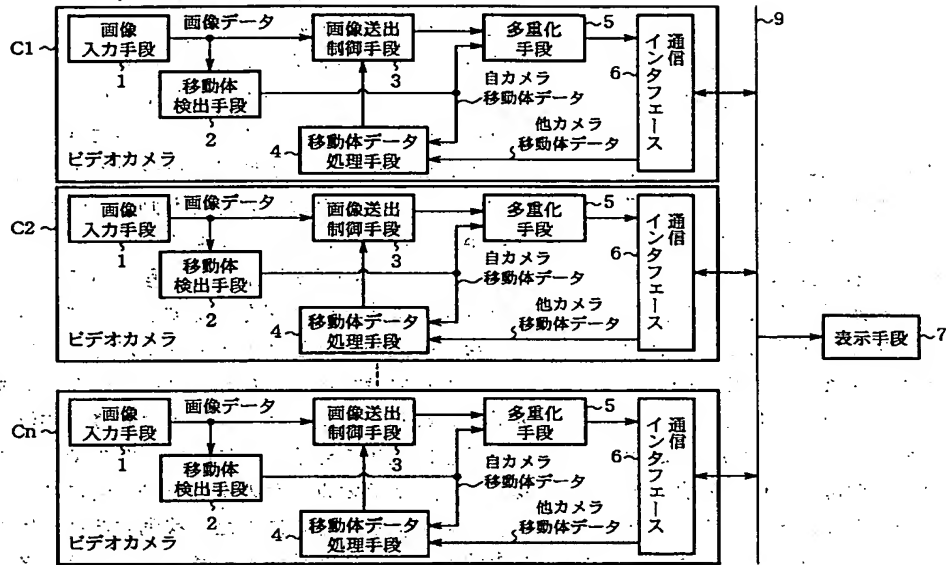 C1
画像
入力手段
1
画像データ
移動体
検出手段
2
画像送出
制御手段
3
移動体データ
処理手段
4
多重化
手段
5
自カメラ
移動体データ
他カメラ
移動体データ
通信
インタフェース
6
ビデオカメラ
9
C2
画像
入力手段
1
画像データ
移動体
検出手段
2
画像送出
制御手段
3
移動体データ
処理手段
4
多重化
手段
5
自カメラ
移動体データ
他カメラ
移動体データ
通信
インタフェース
6
ビデオカメラ
表示手段
7
Cn
画像
入力手段
1
画像データ
移動体
検出手段
2
画像送出
制御手段
3
移動体データ
処理手段
4
多重化
手段
5
自カメラ
移動体データ
他カメラ
移動体データ
通信
インタフェース
6
ビデオカメラ